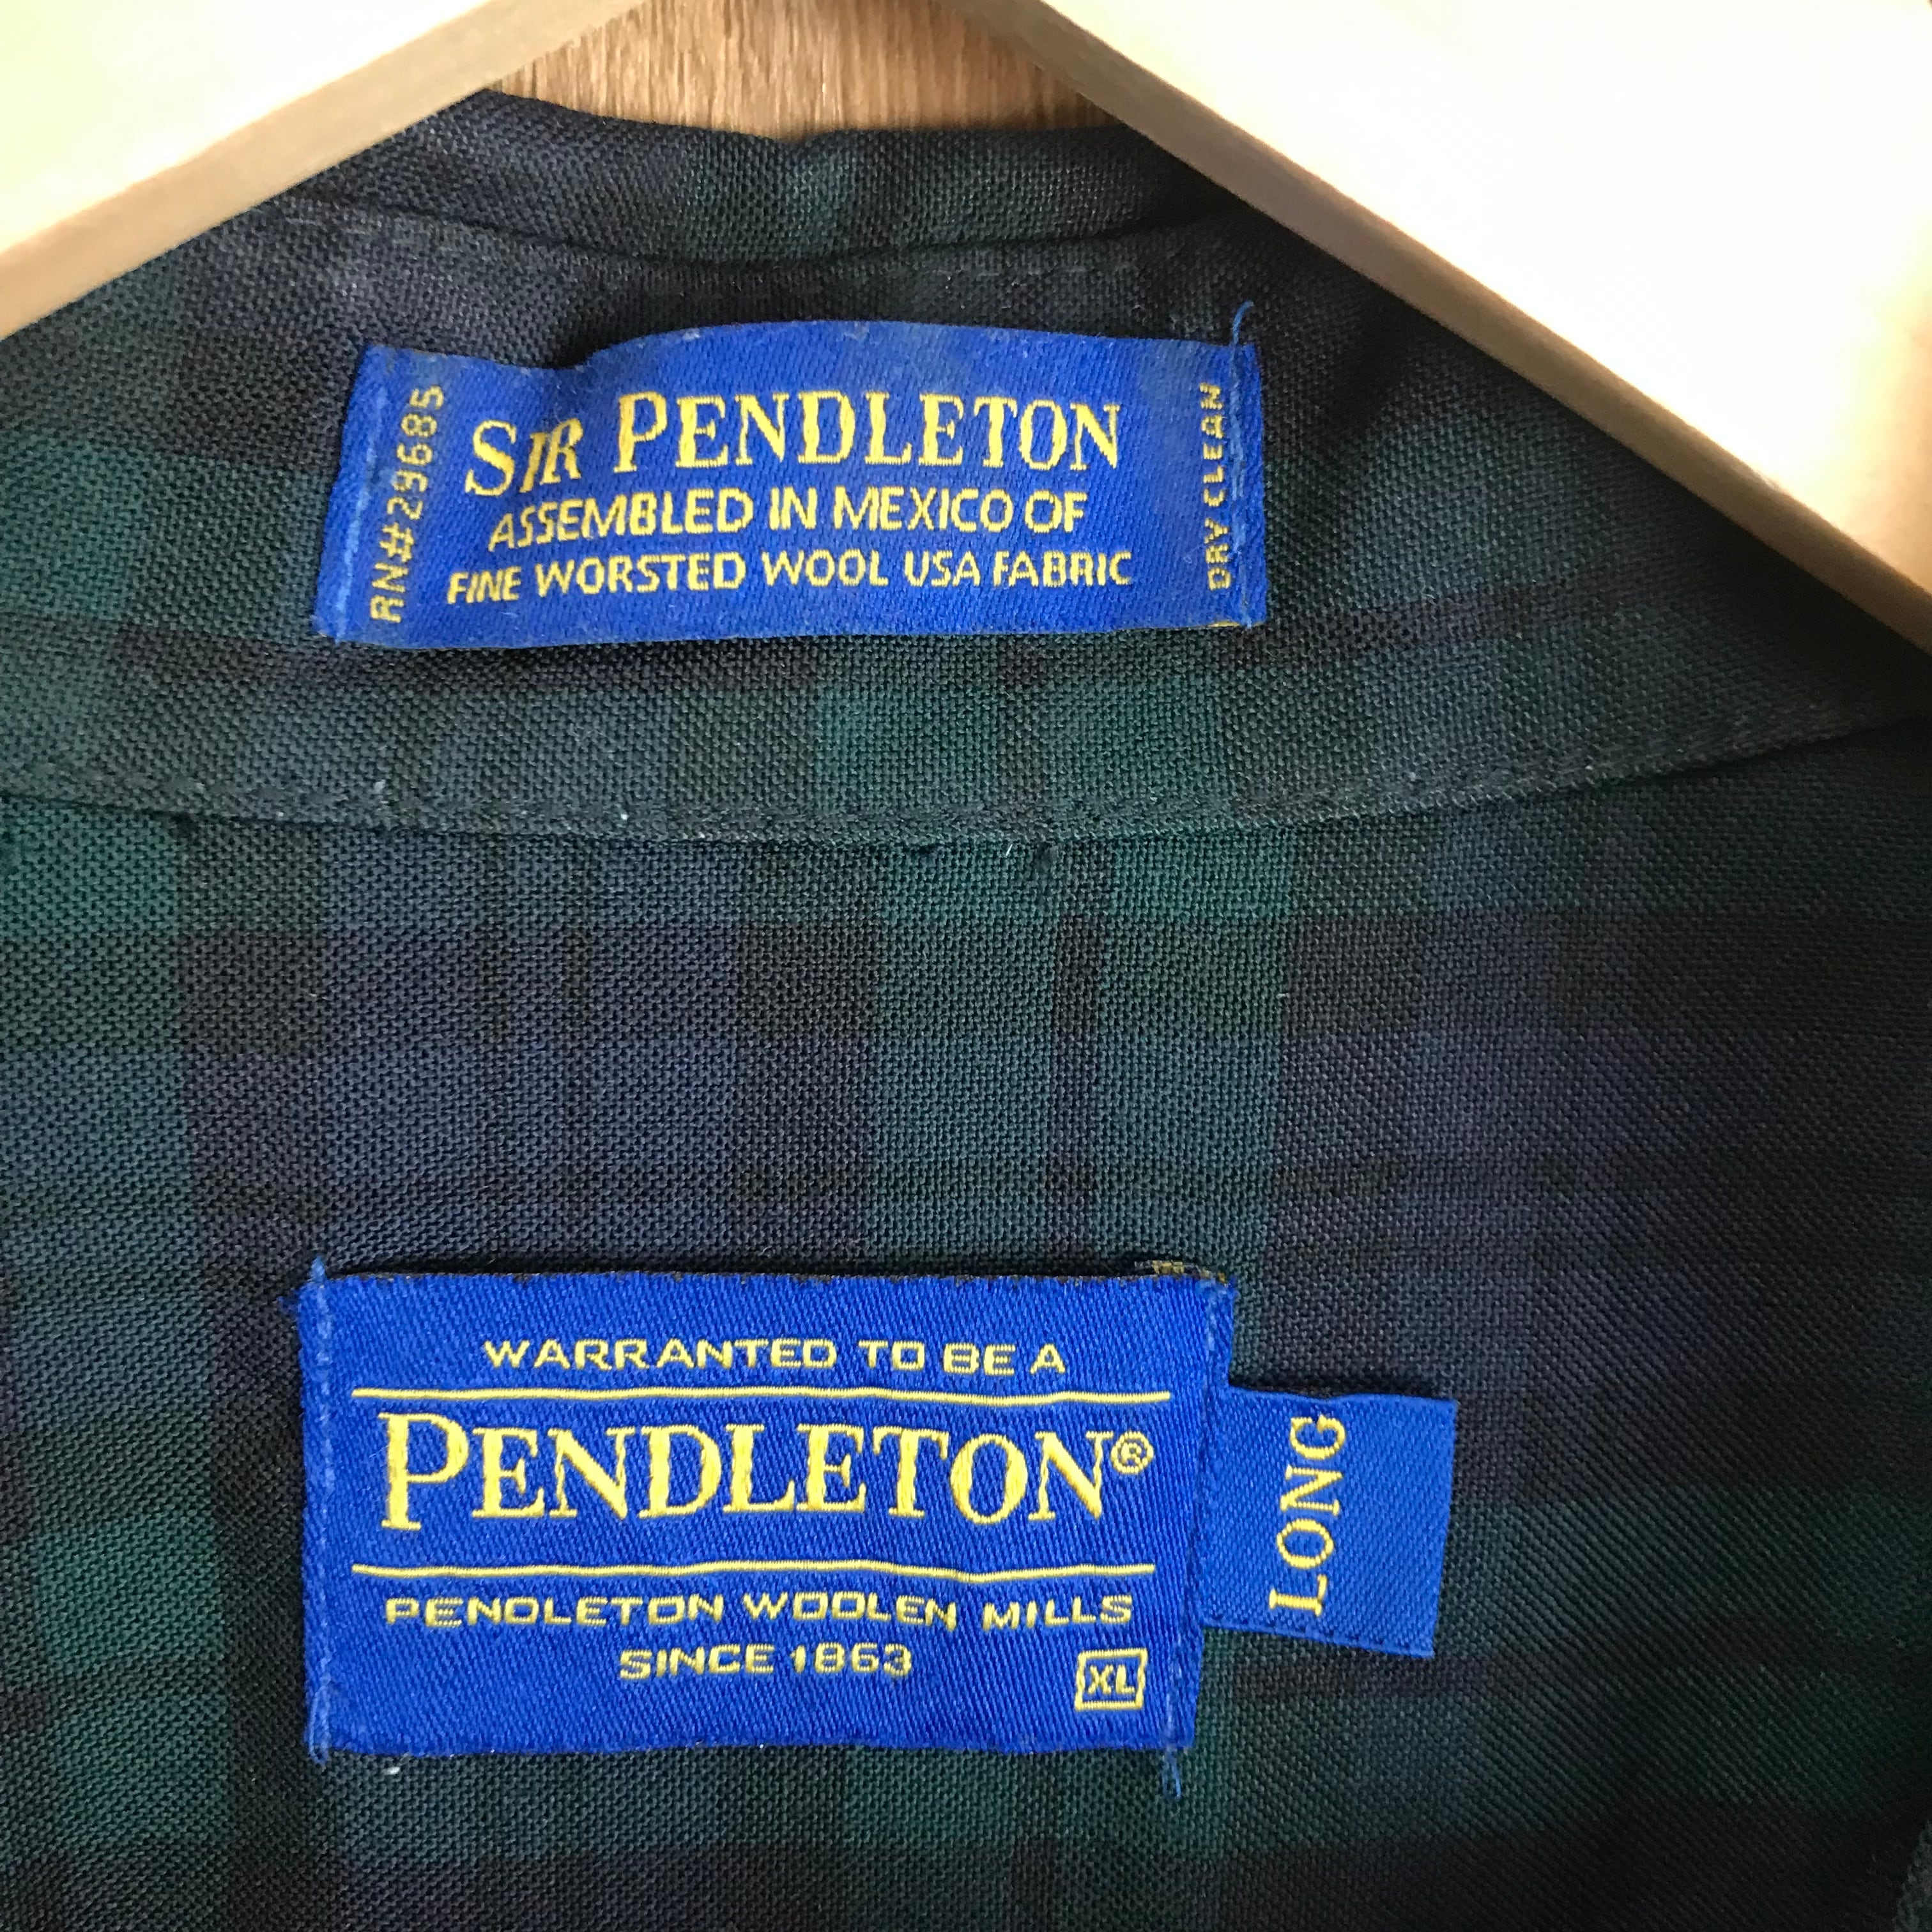 RN#29685
SIR PENDLETON
ASSEMBLED IN MEXICO OF
FINE WORSTED WOOL USA FABRIC
DRY CLEAN
WARRANTED TO BE A
PENDLETON®
PENDLETON WOOLEN MILLS
SINCE 1863
XL
LONG